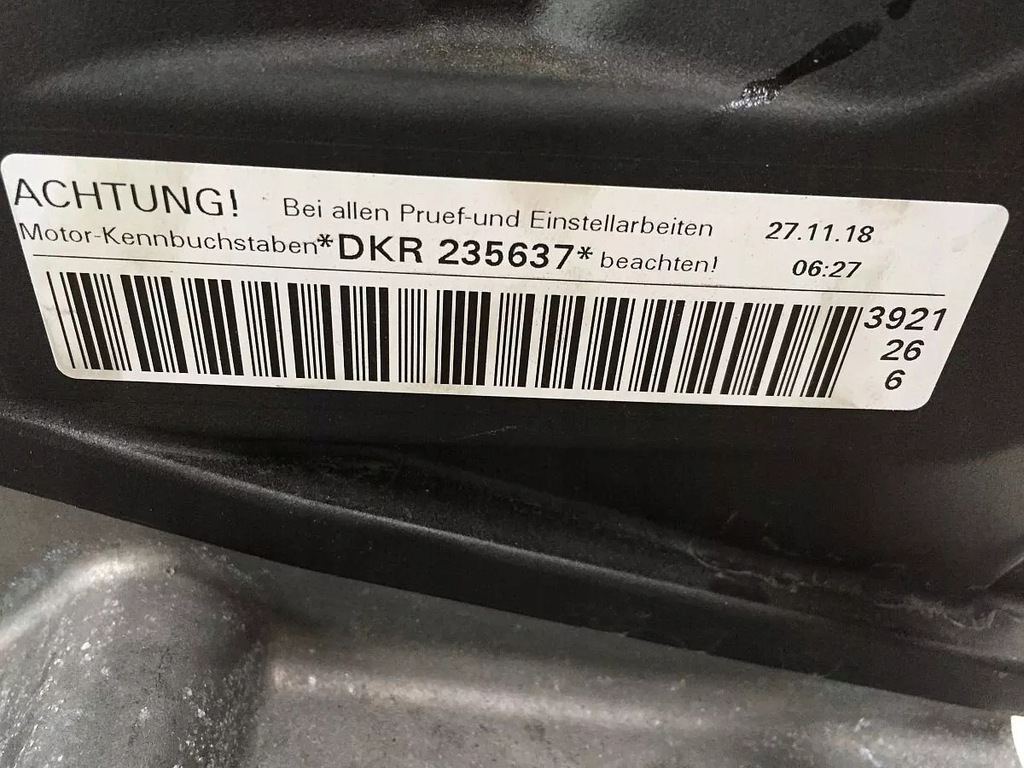 ACHTUNG! Bei allen Pruef-und Einstellarbeiten 27.11.18
Motor-Kennbuchstaben*DKR 235637* beachten! 06:27
3921
26
6